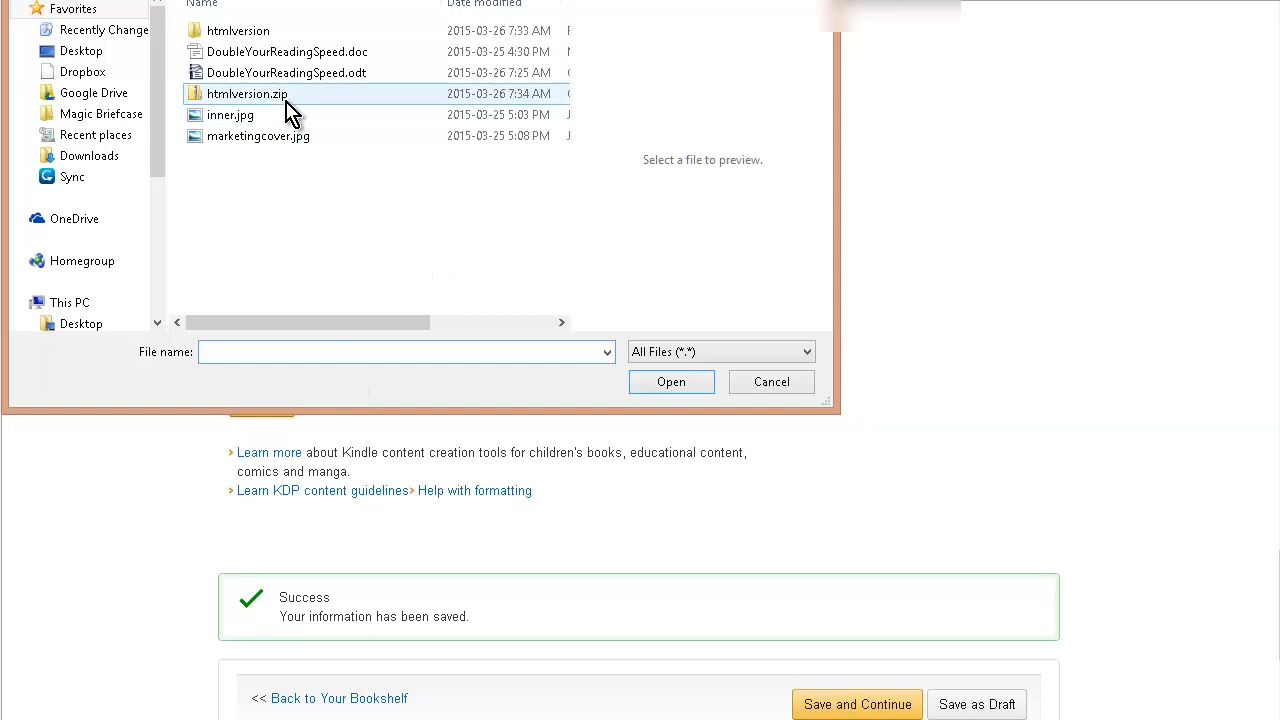 Name
Date modified
Favorites
Recently Change
Desktop
Dropbox
Google Drive
Magic Briefcase
Recent places
Downloads
Sync
OneDrive
Homegroup
This PC
Desktop
htmlversion 2015-03-26 7:33 AM
DoubleYourReadingSpeed.doc 2015-03-25 4:30 PM
DoubleYourReadingSpeed.odt 2015-03-26 7:25 AM
htmlversion.zip 2015-03-26 7:34 AM
inner.jpg 2015-03-25 5:03 PM
marketingcover.jpg 2015-03-25 5:08 PM
Select a file to preview.
File name:
All Files (*.*)
Open
Cancel
› Learn more about Kindle content creation tools for children's books, educational content,
comics and manga.
› Learn KDP content guidelines› Help with formatting
Success
Your information has been saved.
<< Back to Your Bookshelf
Save and Continue
Save as Draft